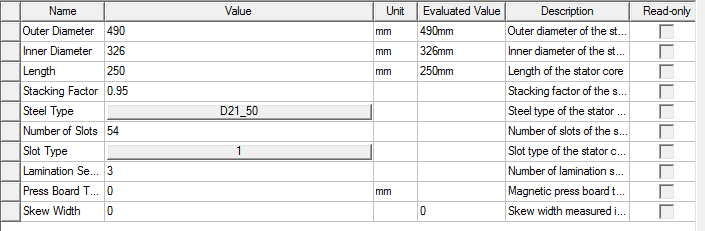 Name Value Unit Evaluated Value Description Read-only
Outer Diameter 490 mm 490mm Outer diameter of the st...
Inner Diameter 326 mm 326mm Inner diameter of the st...
Length 250 mm 250mm Length of the stator core
Stacking Factor 0.95 Stacking factor of the s...
Steel Type D21_50 Steel type of the stator ...
Number of Slots 54 Number of slots of the s...
Slot Type 1 Slot type of the stator c...
Lamination Se... 3 Number of lamination s...
Press Board T... 0 mm Magnetic press board t...
Skew Width 0 0 Skew width measured i...